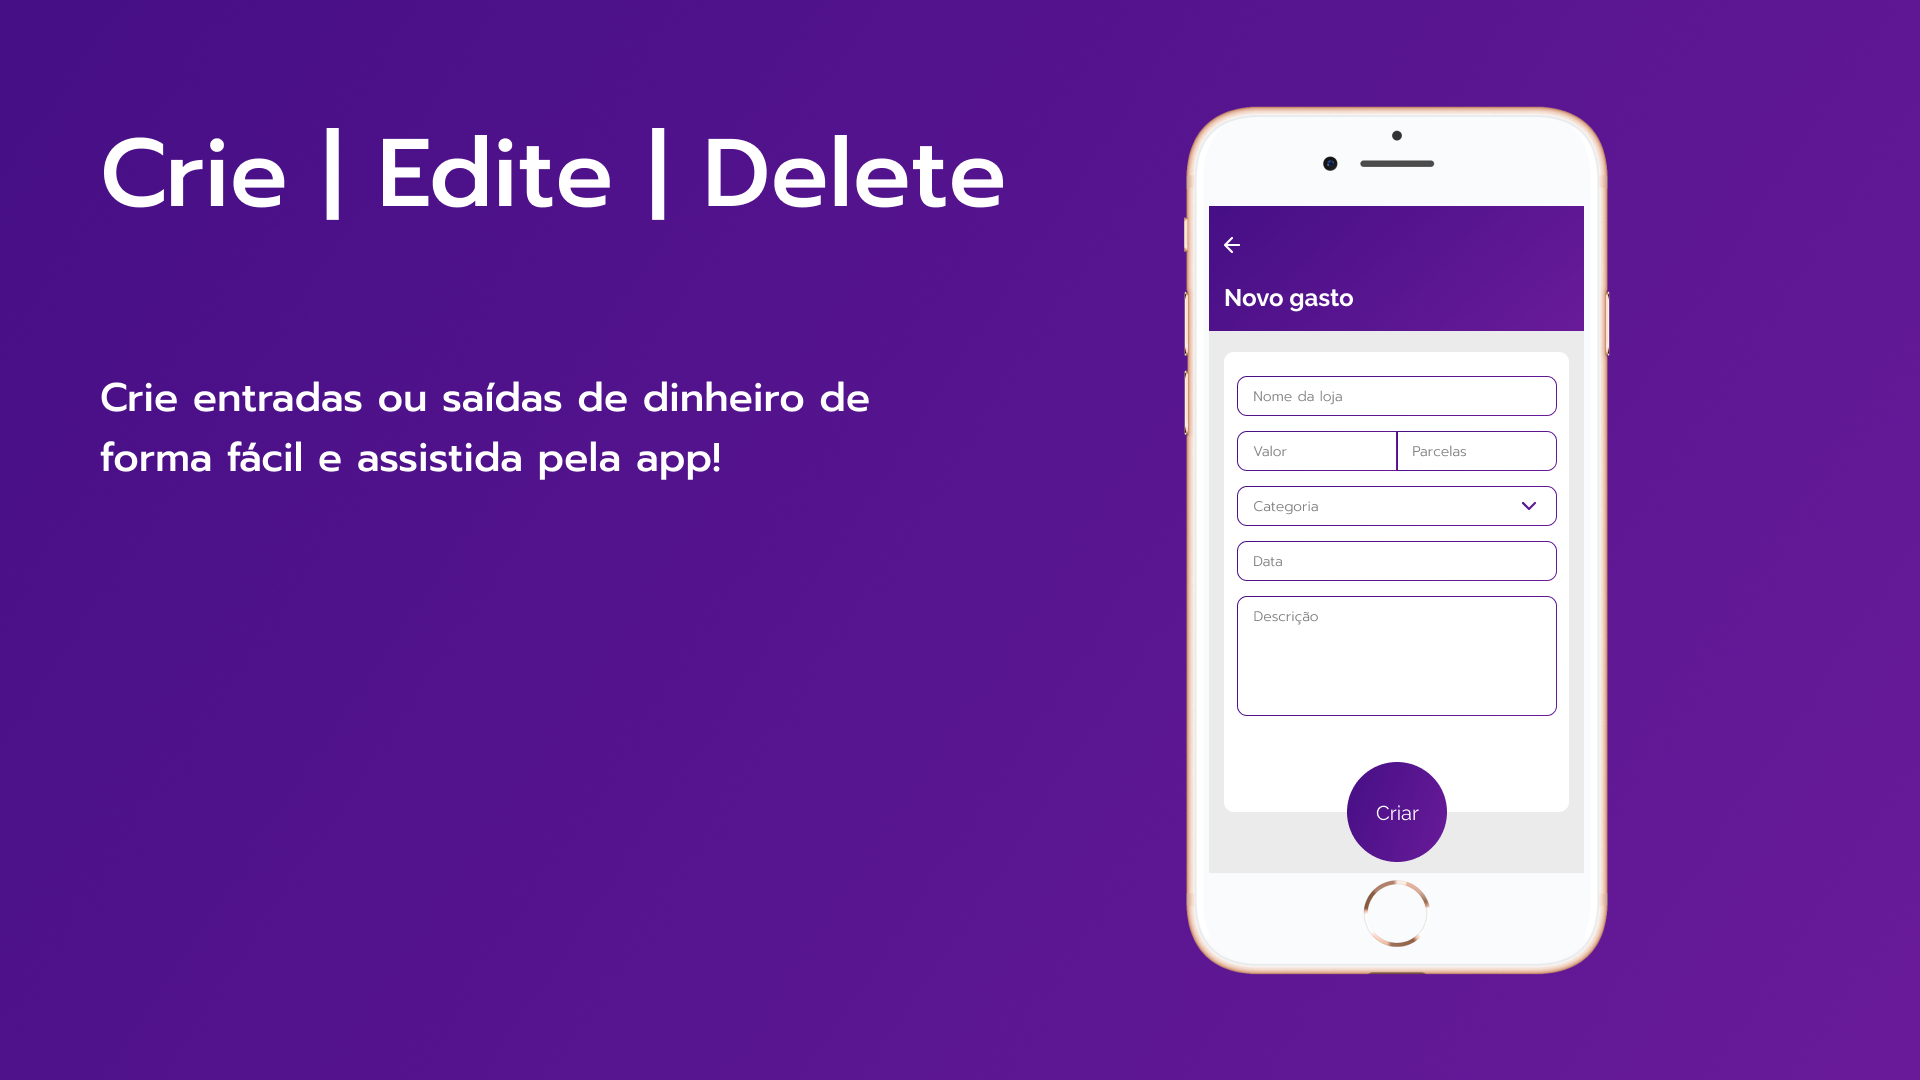 Crie | Edite | Delete
Crie entradas ou saídas de dinheiro de
forma fácil e assistida pela app!
Novo gasto
Nome da loja
Valor
Parcelas
Categoria
Data
Descrição
Criar